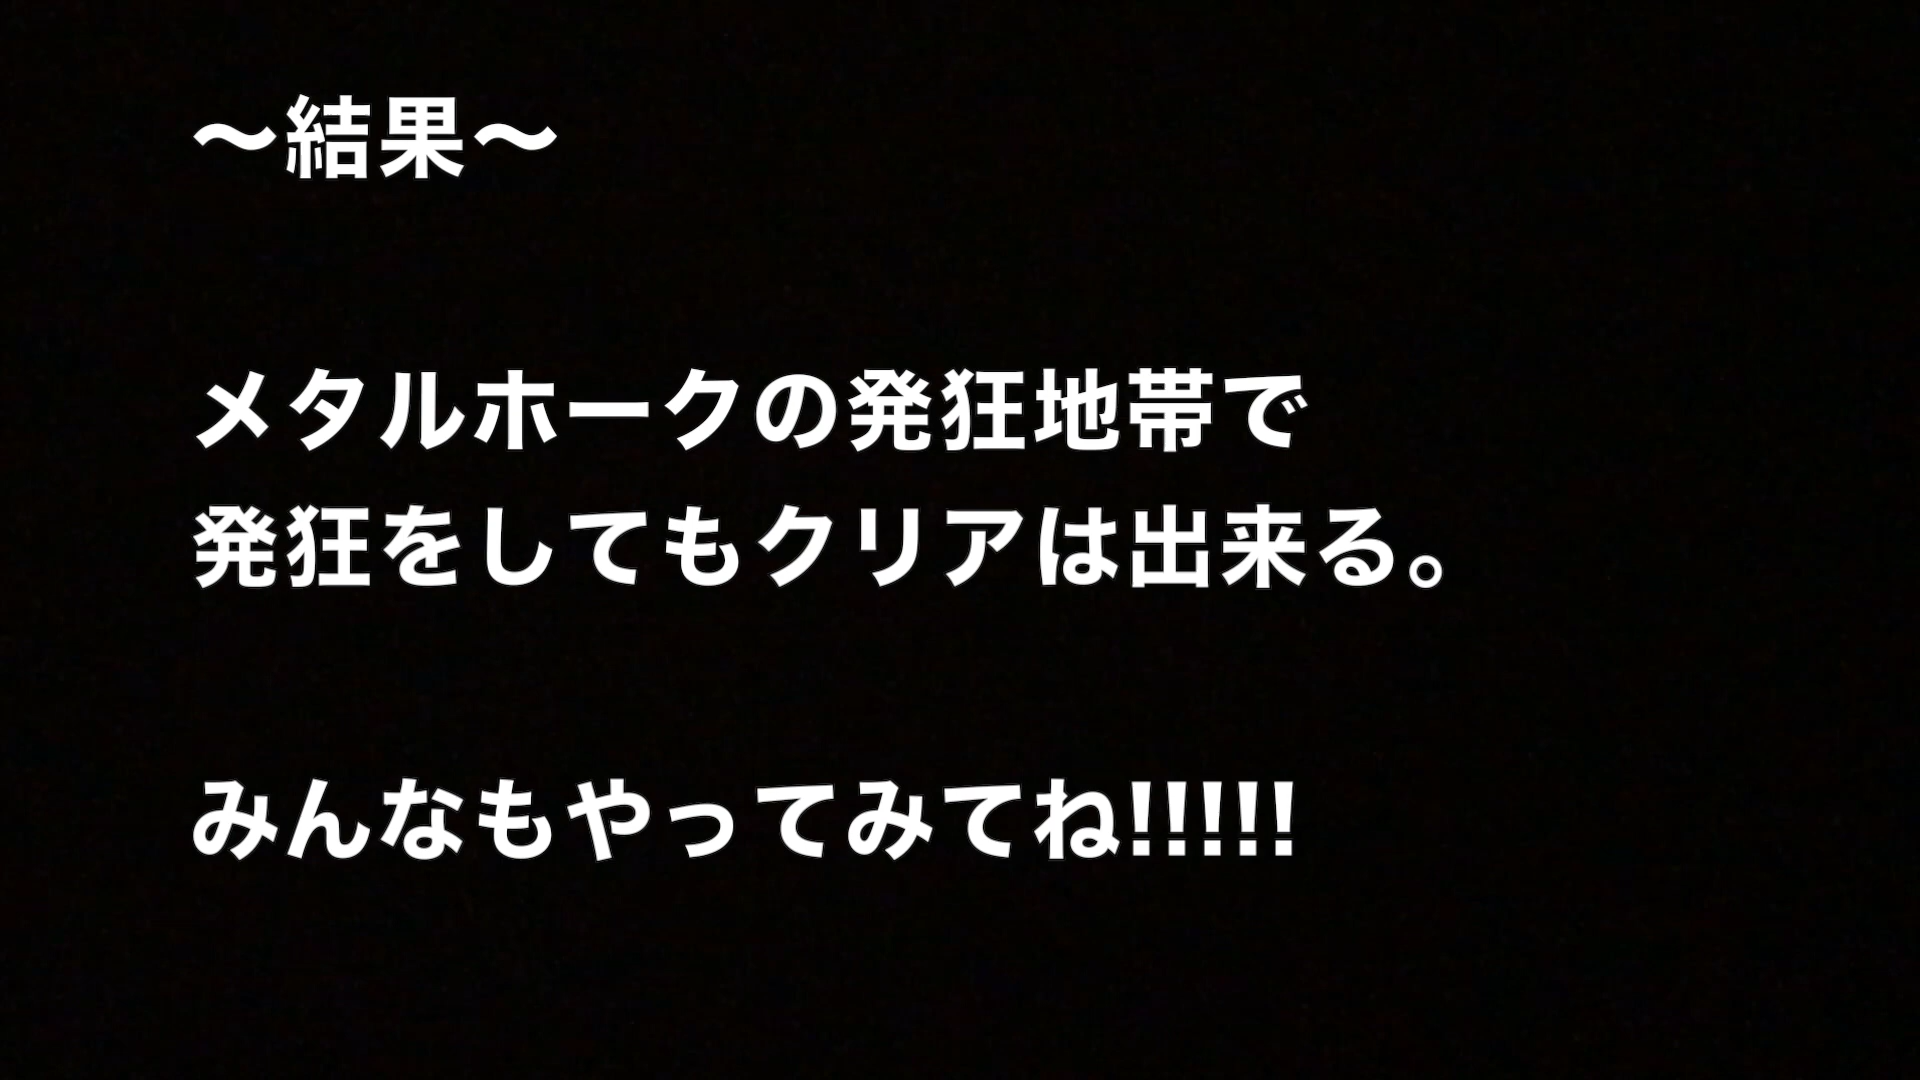 〜結果〜
メタルホークの発狂地帯で
発狂をしてもクリアは出来る。
みんなもやってみてね!!!!!